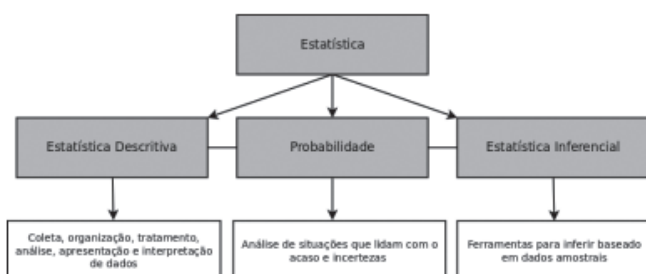 Estatística
Estatística Descritiva
Probabilidade
Estatística Inferencial
Coleta, organização, tratamento,
análise, apresentação e interpretação
de dados
Análise de situações que lidam com o
acaso e incertezas
Ferramentas para inferir baseado
em dados amostrais